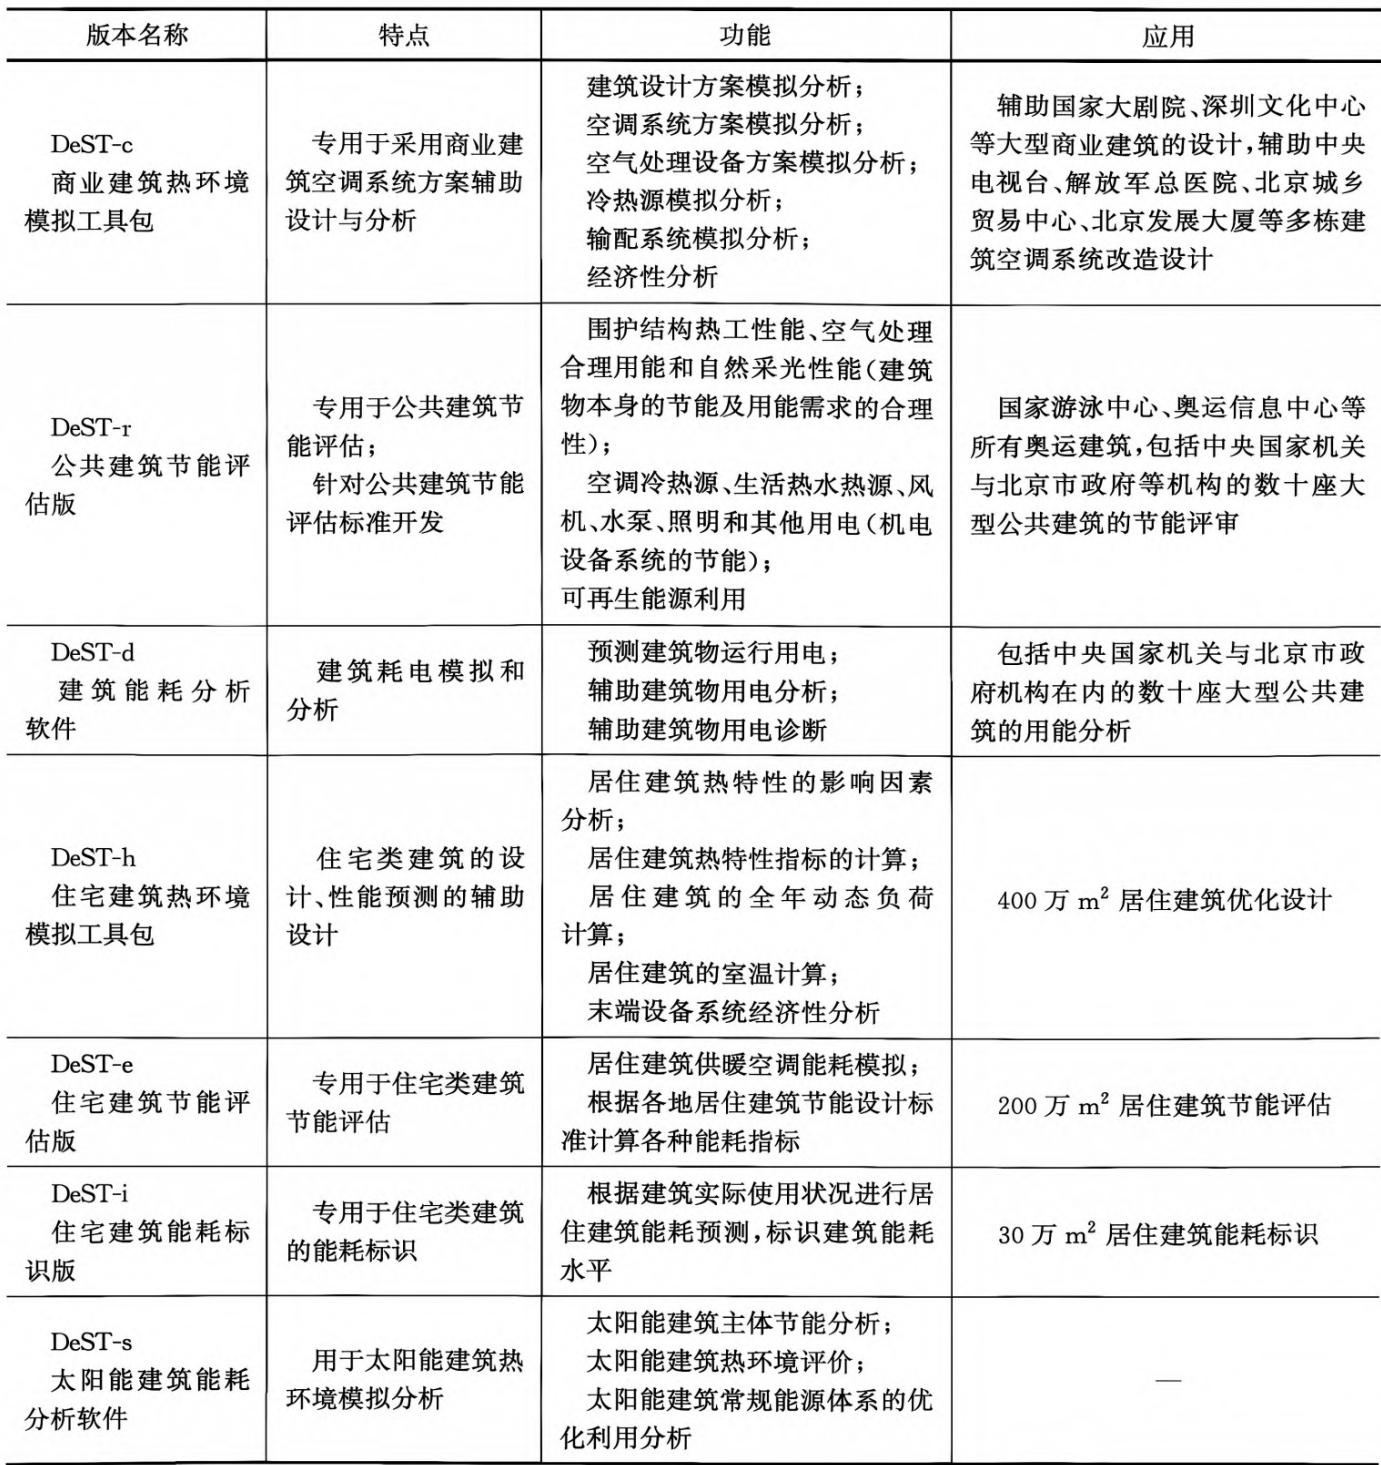 版本名称
特点
功能
应用
DeST-c
商业建筑热环境
模拟工具包
专用于采用商业建
筑空调系统方案辅助
设计与分析
建筑设计方案模拟分析；
空调系统方案模拟分析；
空气处理设备方案模拟分析；
冷热源模拟分析；
输配系统模拟分析；
经济性分析
辅助国家大剧院、深圳文化中心
等大型商业建筑的设计，辅助中央
电视台、解放军总医院、北京城乡
贸易中心、北京发展大厦等多栋建
筑空调系统改造设计
DeST-r
公共建筑节能评
估版
专用于公共建筑节
能评估；
针对公共建筑节能
评估标准开发
围护结构热工性能、空气处理
合理用能和自然采光性能（建筑
物本身的节能及用能需求的合理
性）；
空调冷热源、生活热水热源、风
机、水泵、照明和其他用电（机电
设备系统的节能）；
可再生能源利用
国家游泳中心、奥运信息中心等
所有奥运建筑，包括中央国家机关
与北京市政府等机构的数十座大
型公共建筑的节能评审
DeST-d
建筑能耗分析
软件
建筑耗电模拟和
分析
预测建筑物运行用电；
辅助建筑物用电分析；
辅助建筑物用电诊断
包括中央国家机关与北京市政
府机构在内的数十座大型公共建
筑的用能分析
DeST-h
住宅建筑热环境
模拟工具包
住宅类建筑的设
计、性能预测的辅助
设计
居住建筑热特性的影响因素
分析；
居住建筑热特性指标的计算；
居住建筑的全年动态负荷
计算；
居住建筑的室温计算；
末端设备系统经济性分析
400 万 m² 居住建筑优化设计
DeST-e
住宅建筑节能评
估版
专用于住宅类建筑
节能评估
居住建筑供暖空调能耗模拟；
根据各地居住建筑节能设计标
准计算各种能耗指标
200 万 m² 居住建筑节能评估
DeST-i
住宅建筑能耗标
识版
专用于住宅类建筑
的能耗标识
根据建筑实际使用状况进行居
住建筑能耗预测，标识建筑能耗
水平
30 万 m² 居住建筑能耗标识
DeST-s
太阳能建筑能耗
分析软件
用于太阳能建筑热
环境模拟分析
太阳能建筑主体节能分析；
太阳能建筑热环境评价；
太阳能建筑常规能源体系的优
化利用分析
—